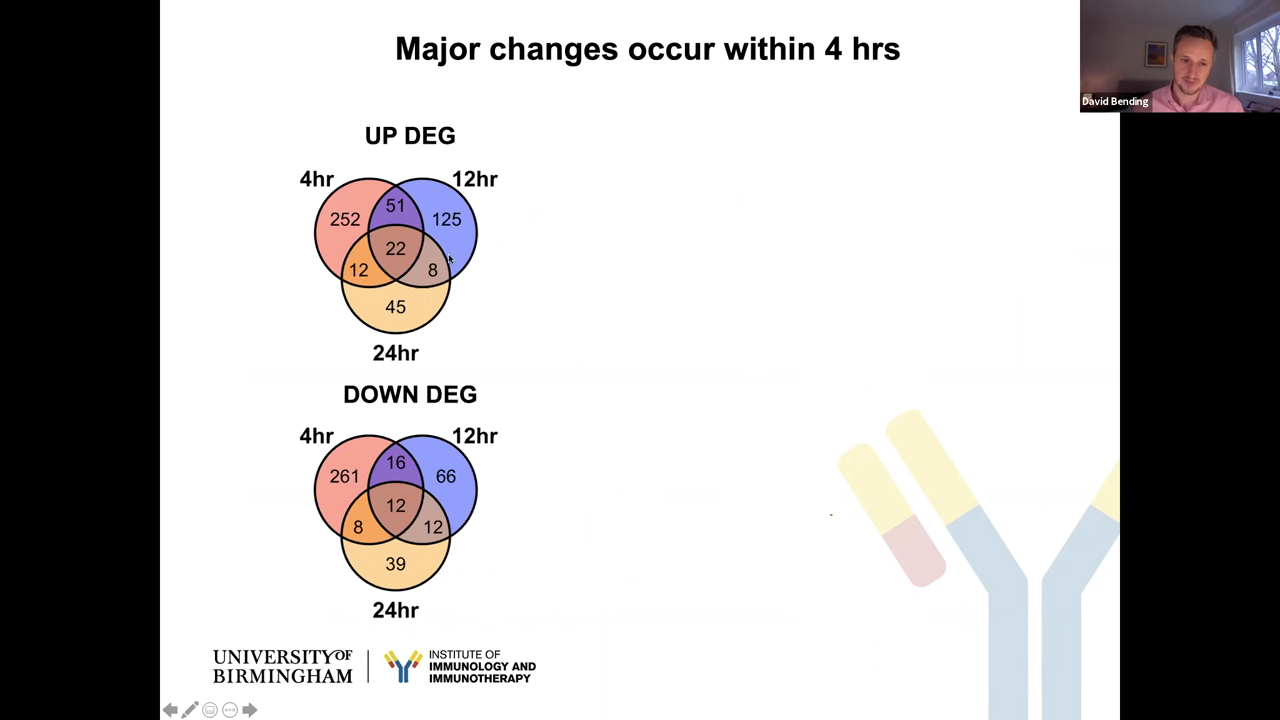 Major changes occur within 4 hrs
David Bending
UP DEG
4hr
12hr
252
51
125
22
12
8
45
24hr
DOWN DEG
4hr
12hr
261
16
66
12
8
12
39
24hr
UNIVERSITY OF
BIRMINGHAM
INSTITUTE OF
IMMUNOLOGY AND
IMMUNOTHERAPY